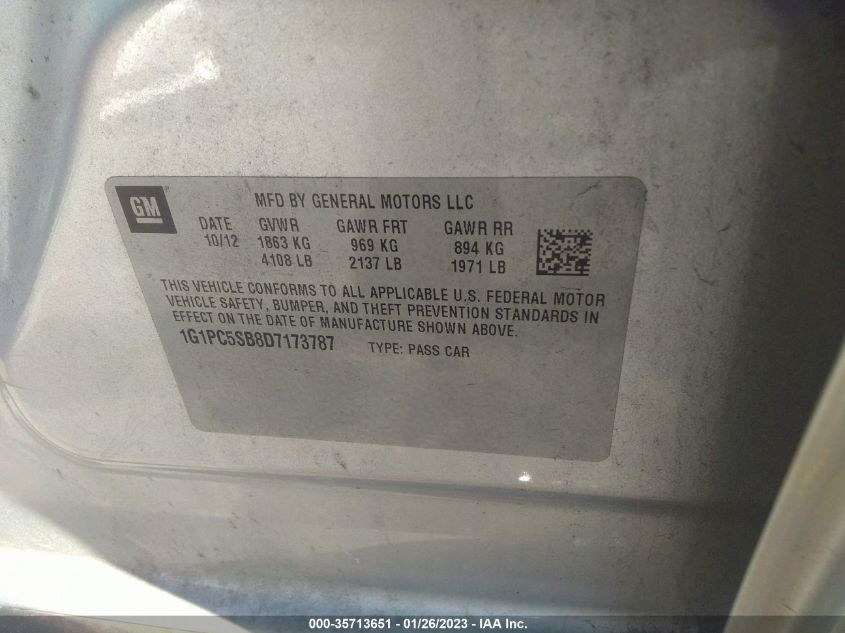 GM
MFD BY GENERAL MOTORS LLC
DATE GVWR GAWR FRT GAWR RR
10/12 1863 KG 969 KG 894 KG
4108 LB 2137 LB 1971 LB
THIS VEHICLE CONFORMS TO ALL APPLICABLE U.S. FEDERAL MOTOR
VEHICLE SAFETY, BUMPER, AND THEFT PREVENTION STANDARDS IN
EFFECT ON THE DATE OF MANUFACTURE SHOWN ABOVE.
1G1PC5SB8D7173787 TYPE: PASS CAR
000-35713651 — 01/26/2023 — © IAA Inc.